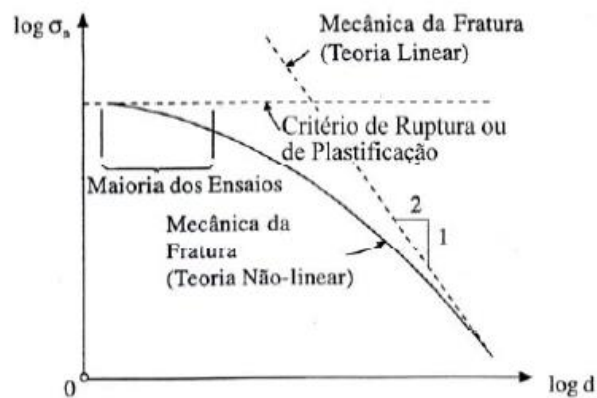 log σₐ
Mecânica da Fratura
(Teoria Linear)
Critério de Ruptura ou
de Plastificação
Maioria dos Ensaios
2
1
Mecânica da
Fratura
(Teoria Não-linear)
0
log d